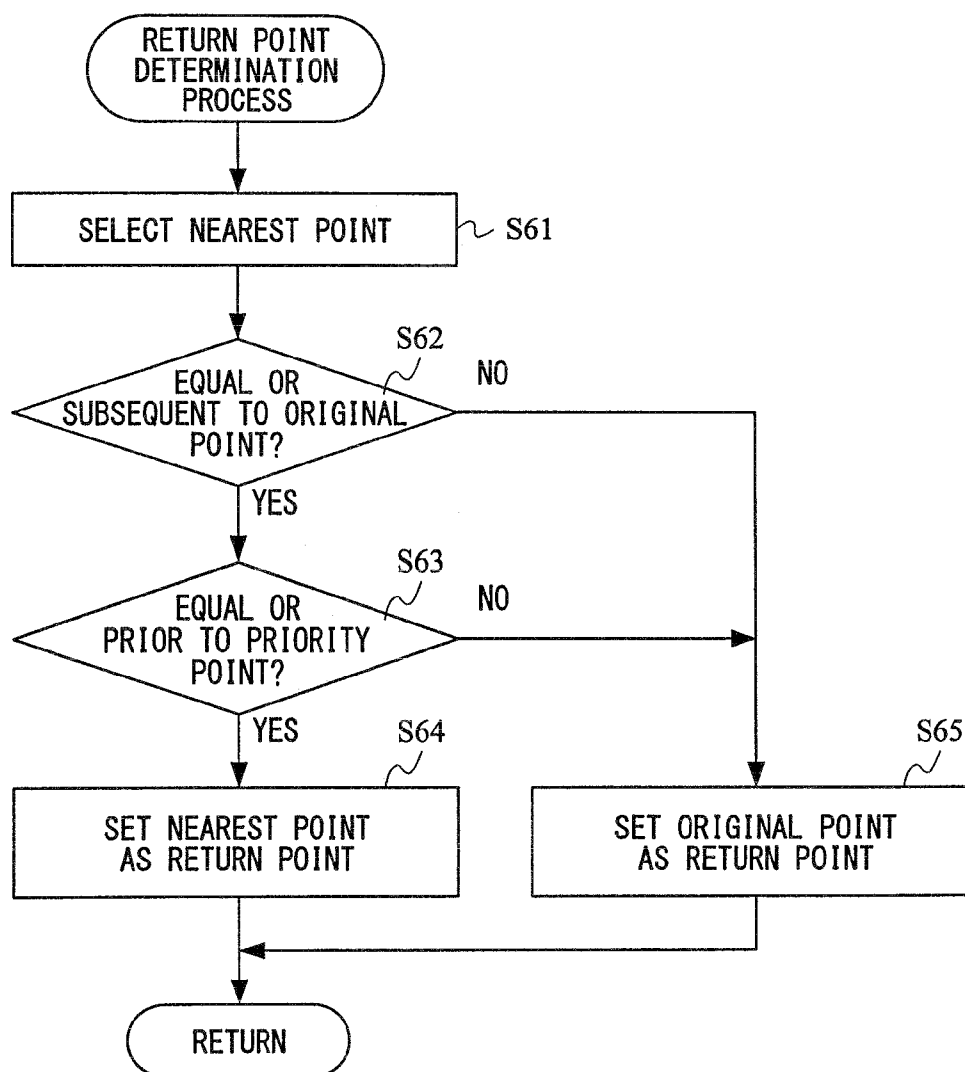 RETURN POINT
DETERMINATION
PROCESS
SELECT NEAREST POINT
S61
S62
EQUAL OR
SUBSEQUENT TO ORIGINAL
POINT?
NO
YES
S63
EQUAL OR
PRIOR TO PRIORITY
POINT?
NO
YES
S64
SET NEAREST POINT
AS RETURN POINT
S65
SET ORIGINAL POINT
AS RETURN POINT
RETURN